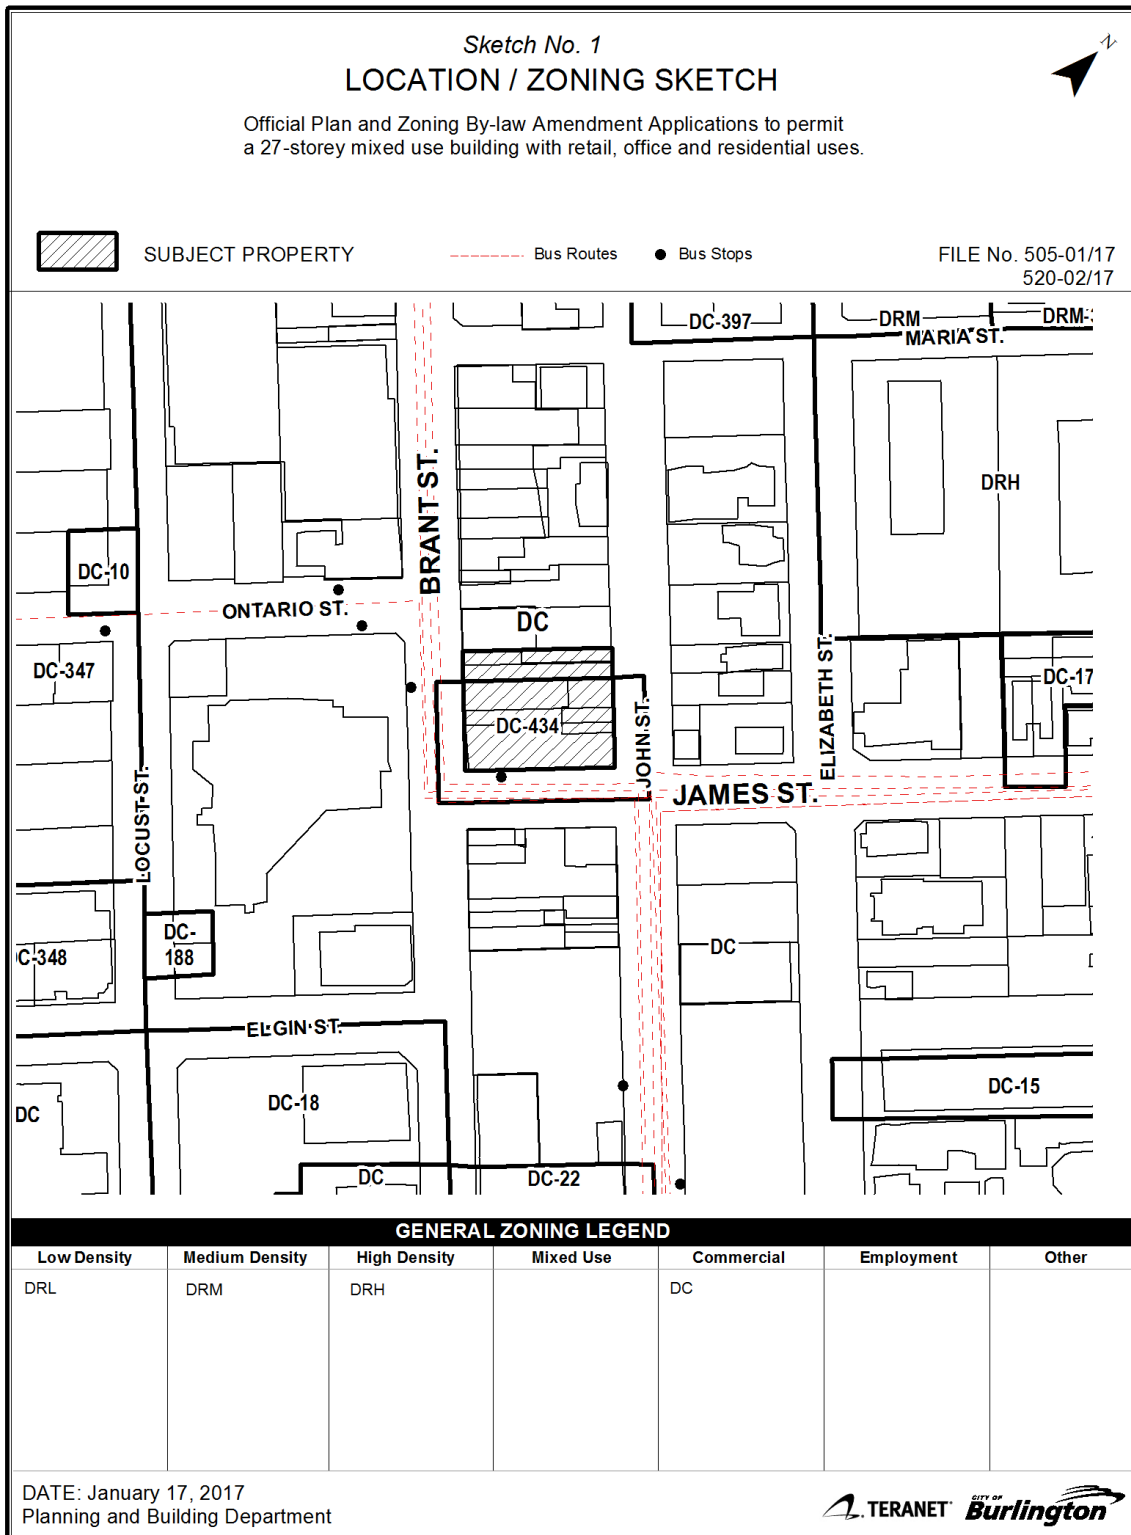 Sketch No. 1
N
LOCATION / ZONING SKETCH
Official Plan and Zoning By-law Amendment Applications to permit
a 27-storey mixed use building with retail, office and residential uses.
SUBJECT PROPERTY
Bus Routes
Bus Stops
FILE No. 505-01/17
520-02/17
DC-397
DRM
DRM-
MARIA ST.
BRANT ST.
DRH
DC-10
ONTARIO ST.
DC
DC-347
ELIZABETH ST.
DC-17
JOHN ST.
DC-434
JAMES ST.
LOCUST ST.
DC-
188
C-348
DC
ELGIN ST.
DC-18
DC
DC-15
DC
DC-22
GENERAL ZONING LEGEND
Low Density Medium Density High Density Mixed Use Commercial Employment Other
DRL DRM DRH DC
DATE: January 17, 2017
Planning and Building Department
TERANET
CITY OF
Burlington